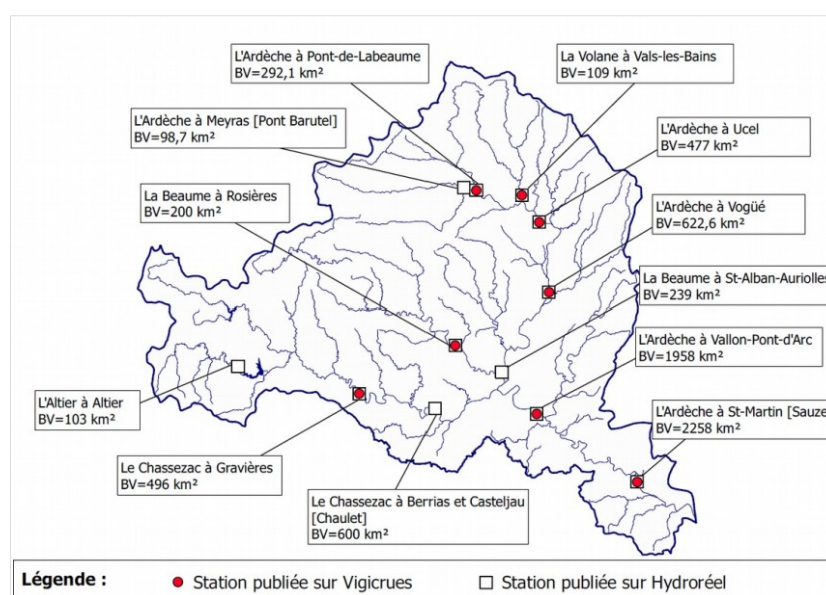 L'Ardèche à Pont-de-Labeaume
BV=292,1 km²
La Volane à Vals-les-Bains
BV=109 km²
L'Ardèche à Meyras [Pont Barutel]
BV=98,7 km²
L'Ardèche à Ucel
BV=477 km²
La Beaume à Rosières
BV=200 km²
L'Ardèche à Vogüé
BV=622,6 km²
La Beaume à St-Alban-Auriolles
BV=239 km²
L'Ardèche à Vallon-Pont-d'Arc
BV=1958 km²
L'Altier à Altier
BV=103 km²
L'Ardèche à St-Martin [Sauze
BV=2258 km²
Le Chassezac à Gravières
BV=496 km²
Le Chassezac à Berrias et Casteljau
[Chaulet]
BV=600 km²
Légende :
Station publiée sur Vigicrues
Station publiée sur Hydroréel